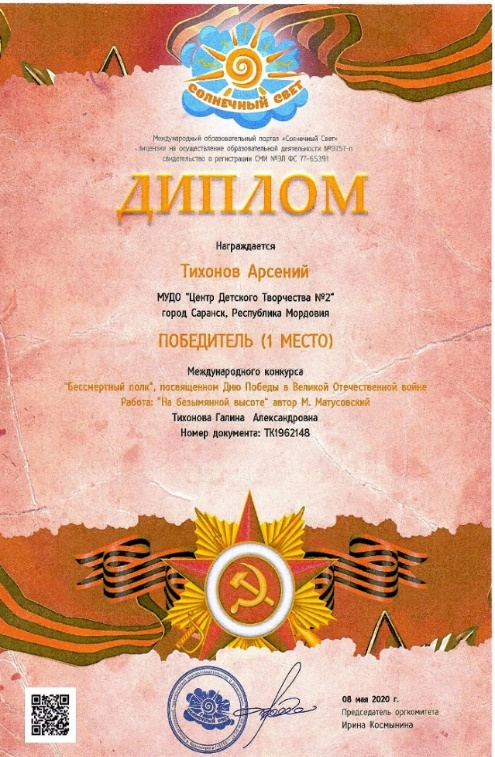 СОЛНЕЧНЫЙ СВЕТ
Международный образовательный портал «Солнечный Свет»
лицензия на осуществление образовательной деятельности №9757-л
свидетельство о регистрации СМИ №ЭЛ ФС 77-65391
ДИПЛОМ
Награждается
Тихонов Арсений
МУДО "Центр Детского Творчества №2"
город Саранск, Республика Мордовия
ПОБЕДИТЕЛЬ (1 МЕСТО)
Международного конкурса
"Бессмертный полк", посвященном Дню Победы в Великой Отечественной войне
Работа: "На безымянной высоте" автор М. Матусовский
Тихонова Галина Александровна
Номер документа: ТК1962148
СОЛНЕЧНЫЙ СВЕТ
08 мая 2020 г.
Председатель оргкомитета
Ирина Космынина